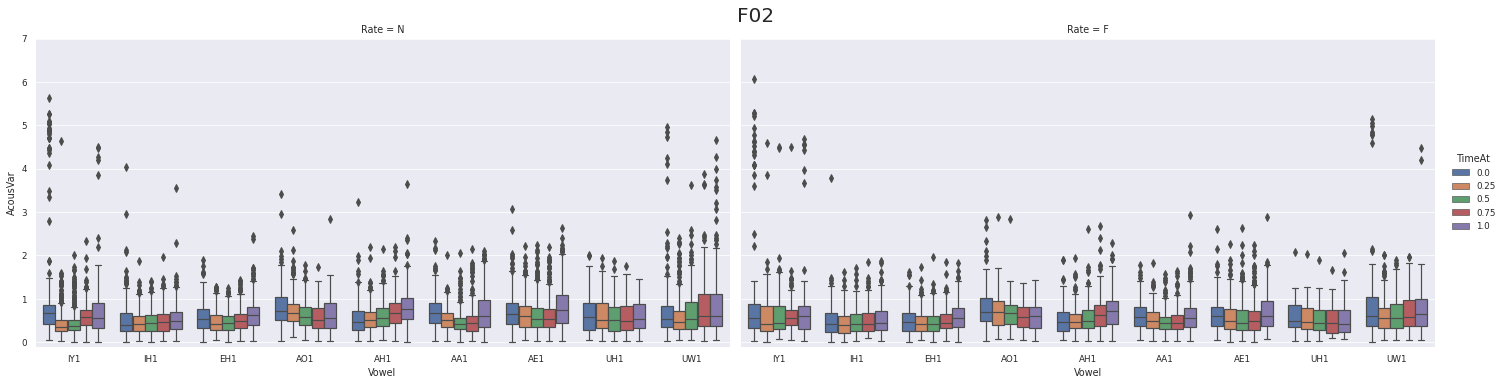 F02
Rate = N
Rate = F
7
6
5
4
3
2
1
0
AcousVar
IY1 IH1 EH1 AO1 AH1 AA1 AE1 UH1 UW1
Vowel
IY1 IH1 EH1 AO1 AH1 AA1 AE1 UH1 UW1
Vowel
TimeAt
0.0
0.25
0.5
0.75
1.0